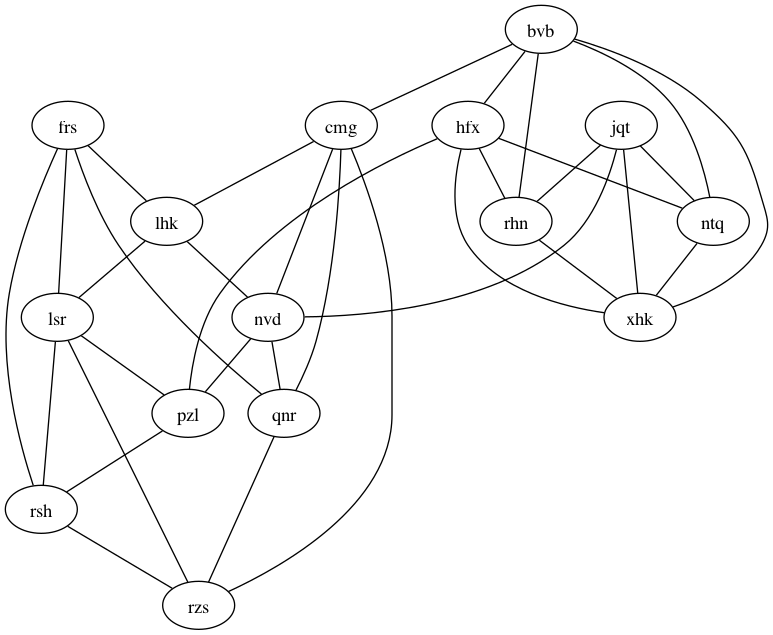 bvb
frs
cmg
hfx
jqt
lhk
rhn
ntq
lsr
nvd
xhk
pzl
qnr
rsh
rzs